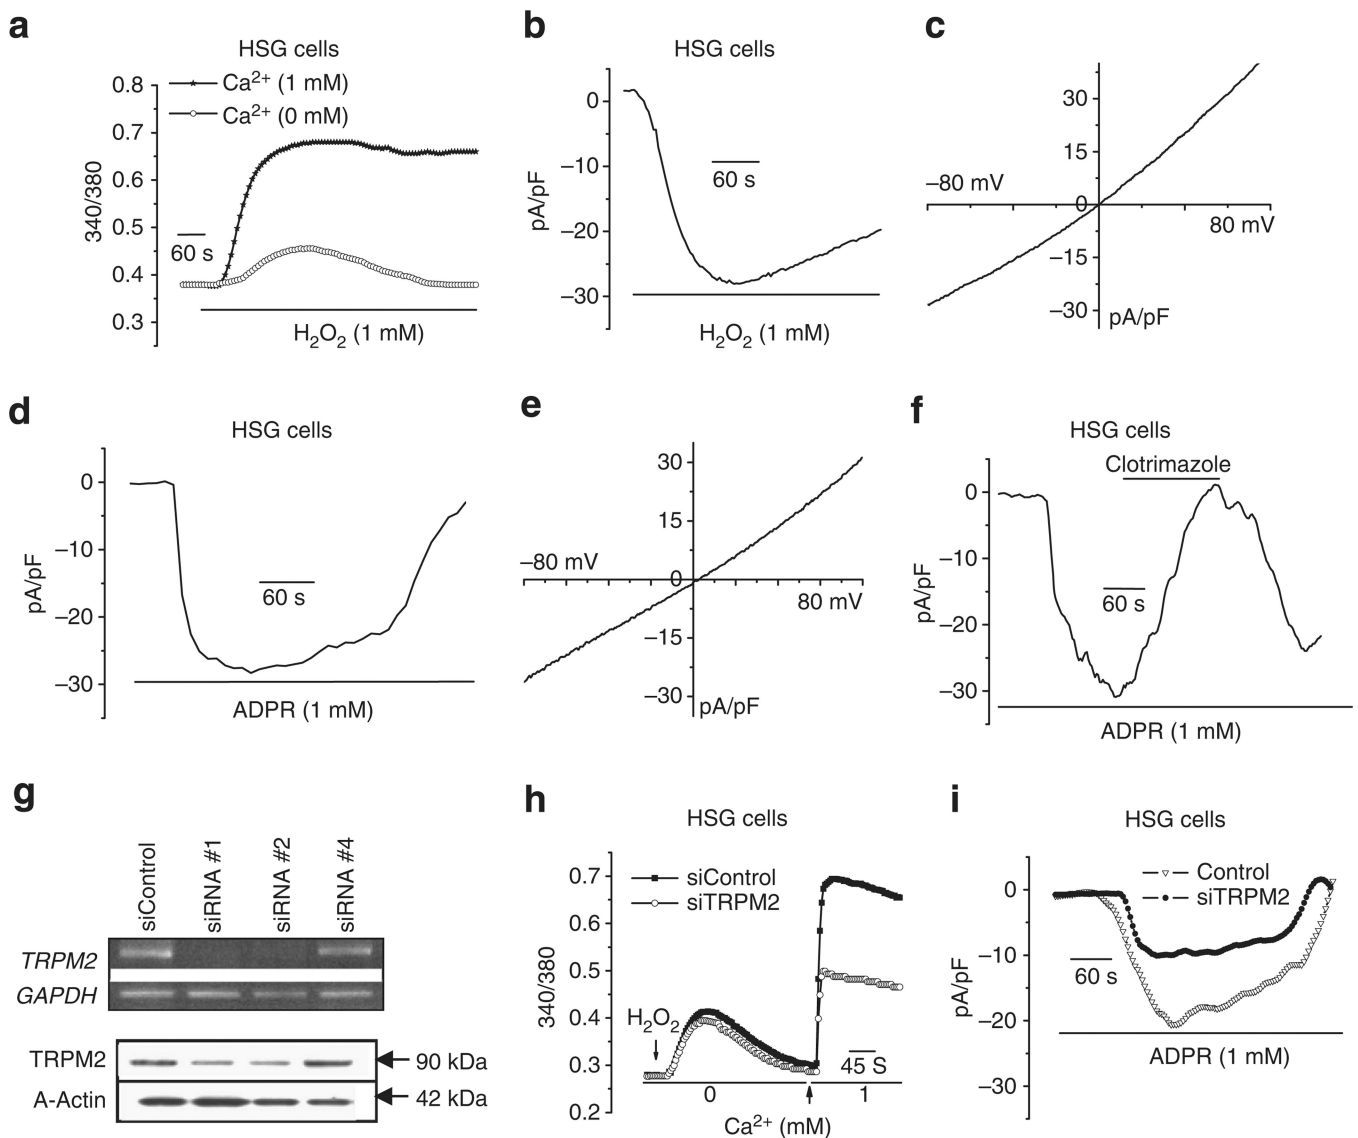 a
HSG cells
Ca²⁺ (1 mM)
Ca²⁺ (0 mM)
0.8
0.7
0.6
0.5
0.4
0.3
340/380
60 s
H₂O₂ (1 mM)
b
HSG cells
0
–10
–20
–30
pA/pF
60 s
H₂O₂ (1 mM)
c
30
15
0
–15
–30
–80 mV
80 mV
pA/pF
d
HSG cells
0
–10
–20
–30
pA/pF
60 s
ADPR (1 mM)
e
30
15
0
–15
–30
–80 mV
80 mV
pA/pF
f
HSG cells
Clotrimazole
0
–10
–20
–30
pA/pF
60 s
ADPR (1 mM)
g
siControl
siRNA #1
siRNA #2
siRNA #4
TRPM2
GAPDH
TRPM2
90 kDa
A-Actin
42 kDa
h
HSG cells
siControl
siTRPM2
0.7
0.6
0.5
0.4
0.3
0.2
340/380
H₂O₂
45 S
0
1
Ca²⁺ (mM)
i
HSG cells
Control
siTRPM2
0
–10
–20
–30
pA/pF
60 s
ADPR (1 mM)